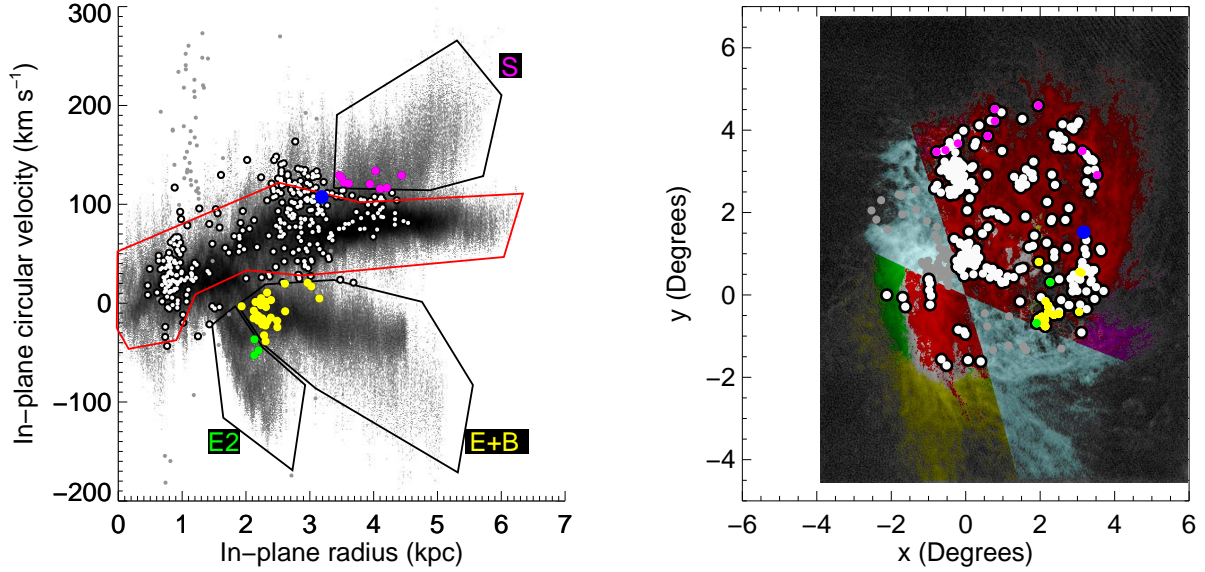 300
200
100
0
−100
−200
In−plane circular velocity (km s⁻¹)
S
E2
E+B
0 1 2 3 4 5 6 7
In−plane radius (kpc)
6
4
2
0
−2
−4
y (Degrees)
−6 −4 −2 0 2 4 6
x (Degrees)